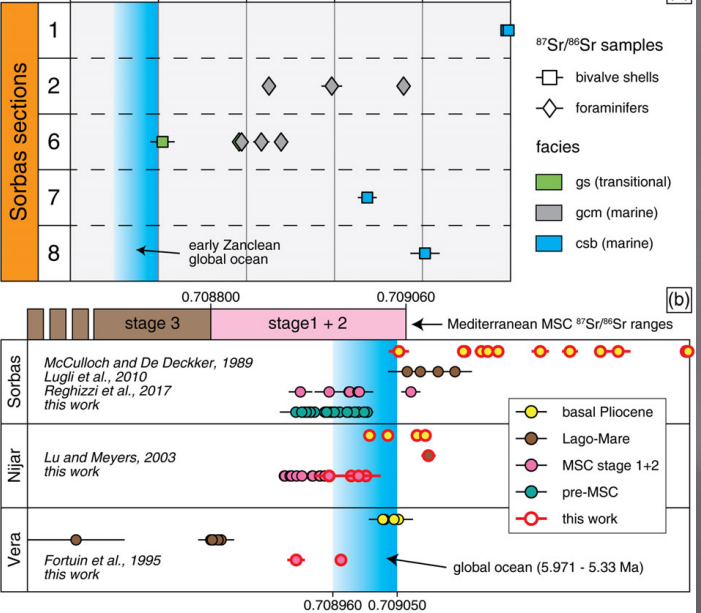 Sorbas sections
1
2
6
7
8
early Zanclean
global ocean
⁸⁷Sr/⁸⁶Sr samples
bivalve shells
foraminifers
facies
gs (transitional)
gcm (marine)
csb (marine)
0.708800
0.709060
(b)
stage 3
stage1 + 2
Mediterranean MSC ⁸⁷Sr/⁸⁶Sr ranges
Sorbas
McCulloch and De Deckker, 1989
Lugli et al., 2010
Reghizzi et al., 2017
this work
Nijar
Lu and Meyers, 2003
this work
Vera
Fortuin et al., 1995
this work
basal Pliocene
Lago-Mare
MSC stage 1+2
pre-MSC
this work
global ocean (5.971 - 5.33 Ma)
0.708960
0.709050